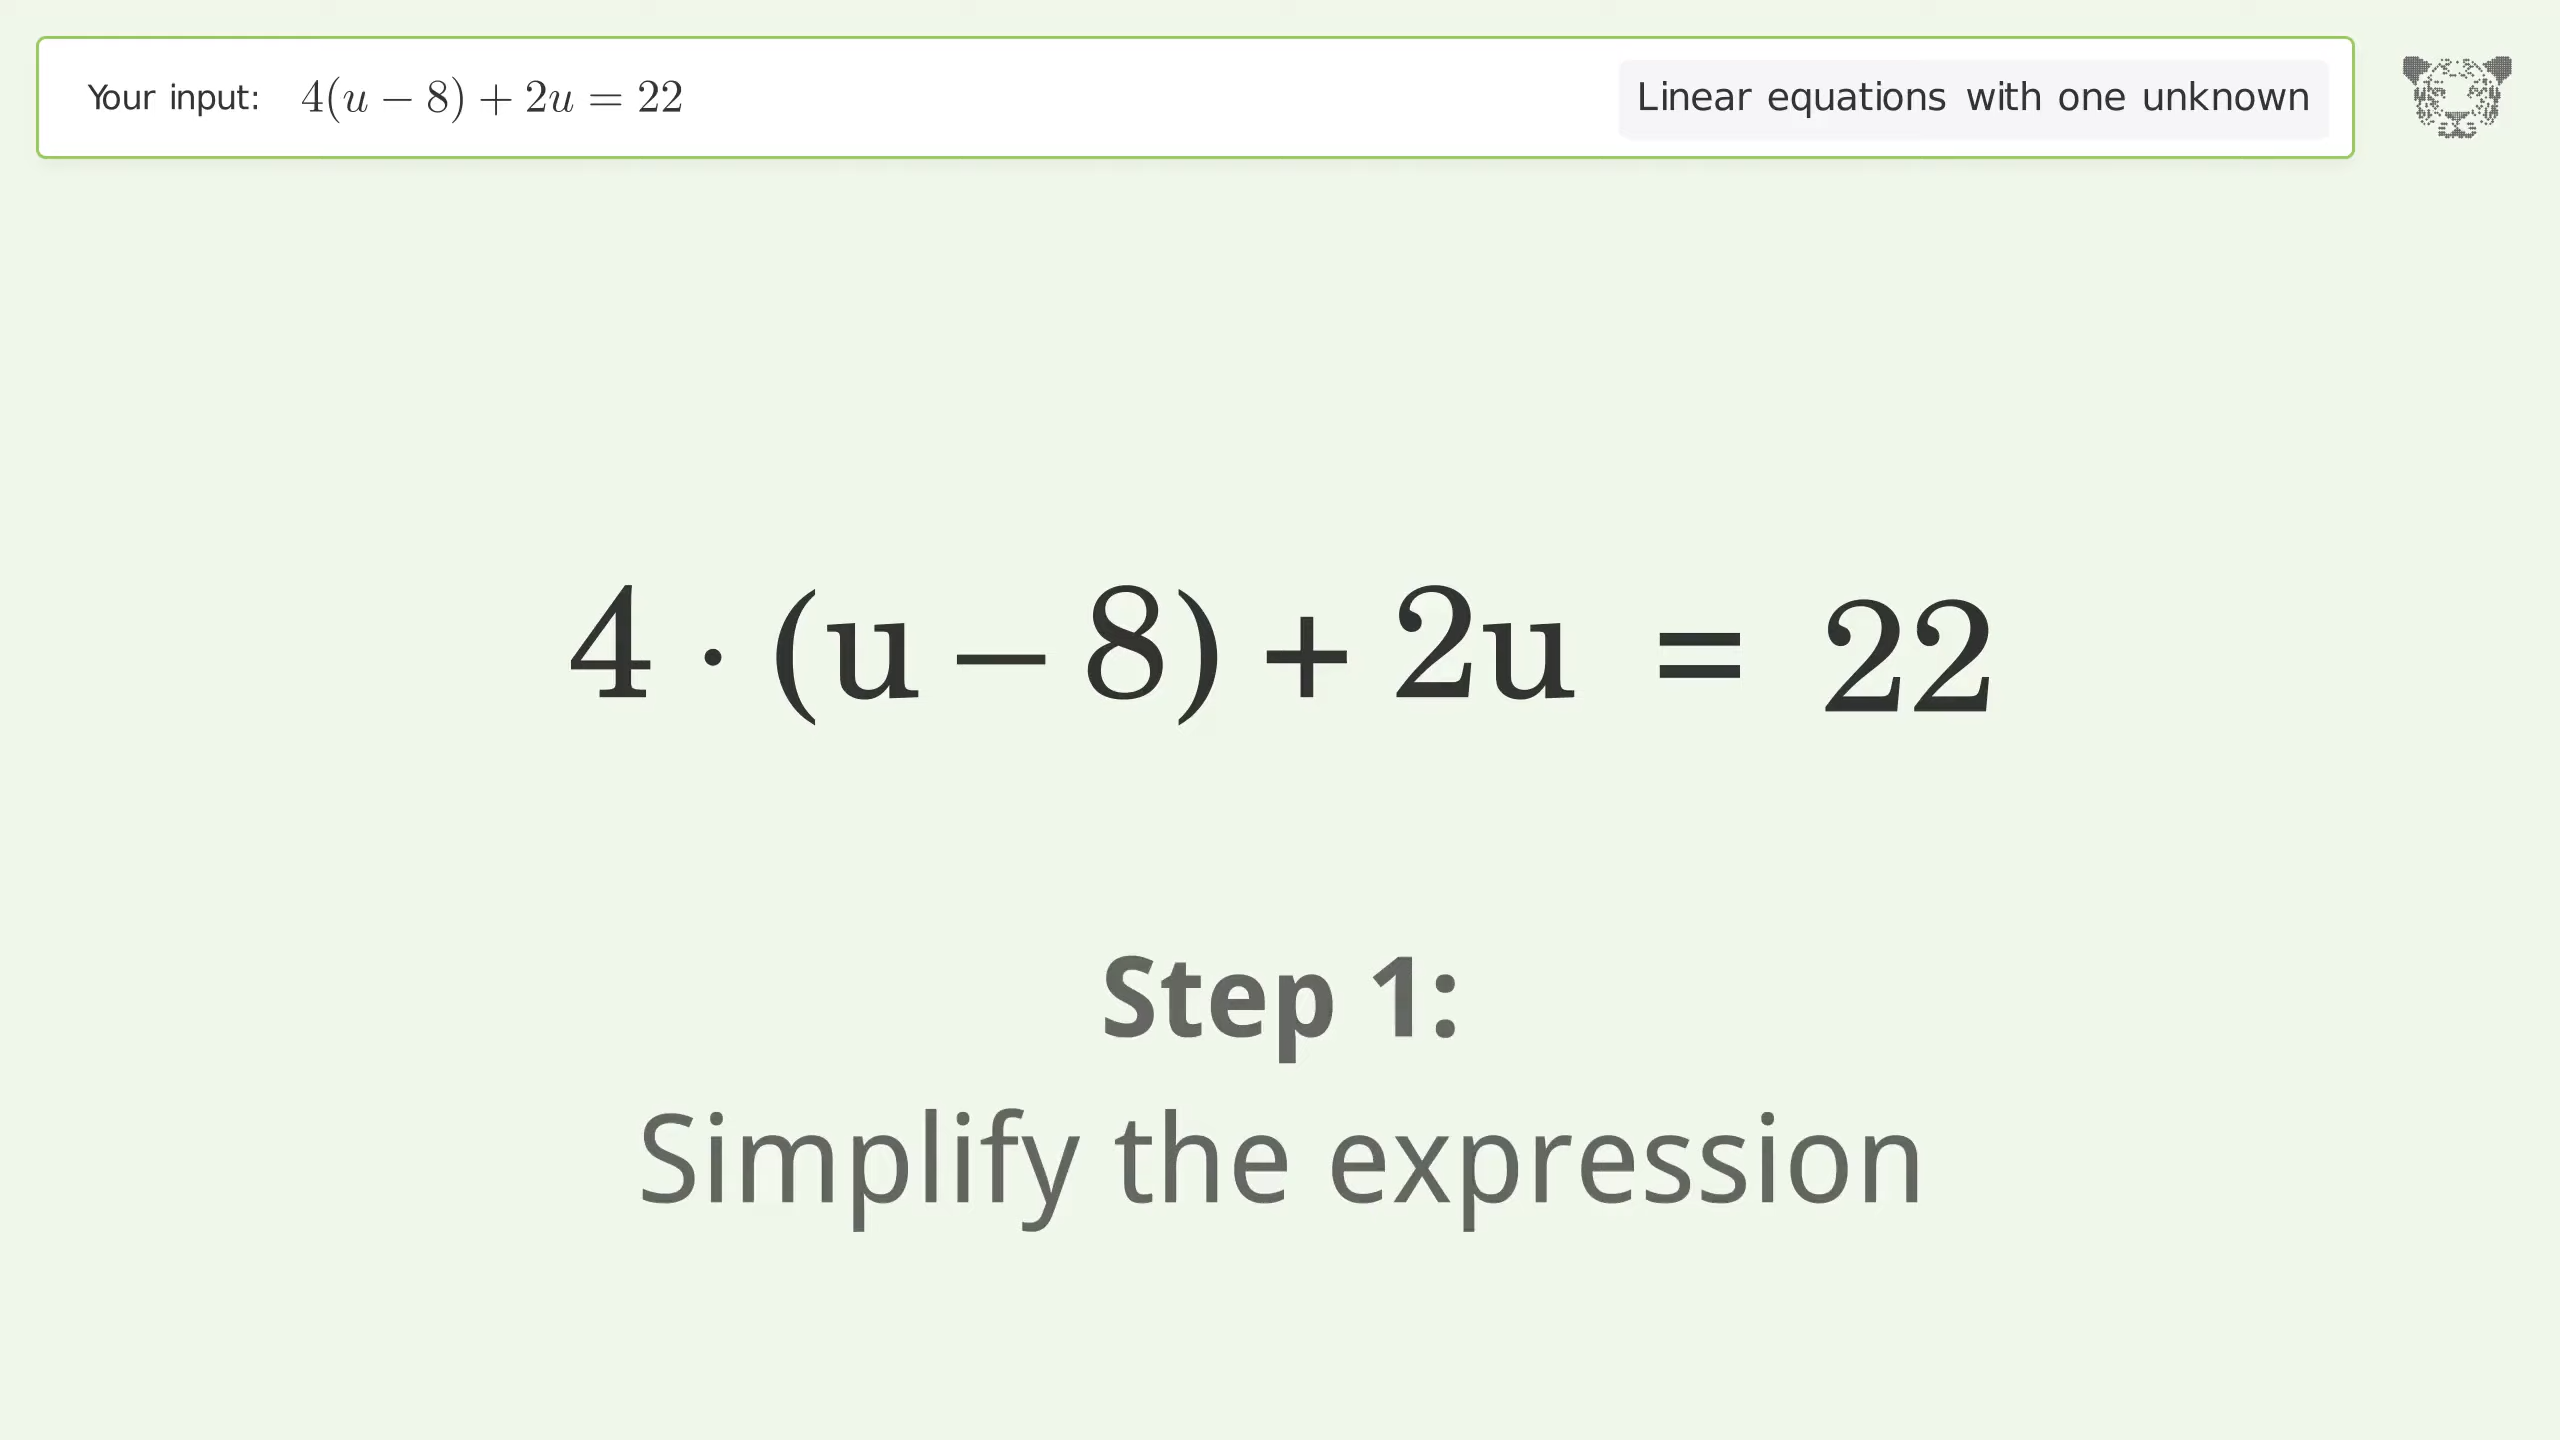 Your input: 4(u − 8) + 2u = 22
Linear equations with one unknown
4 · (u – 8) + 2u = 22
Step 1:
Simplify the expression